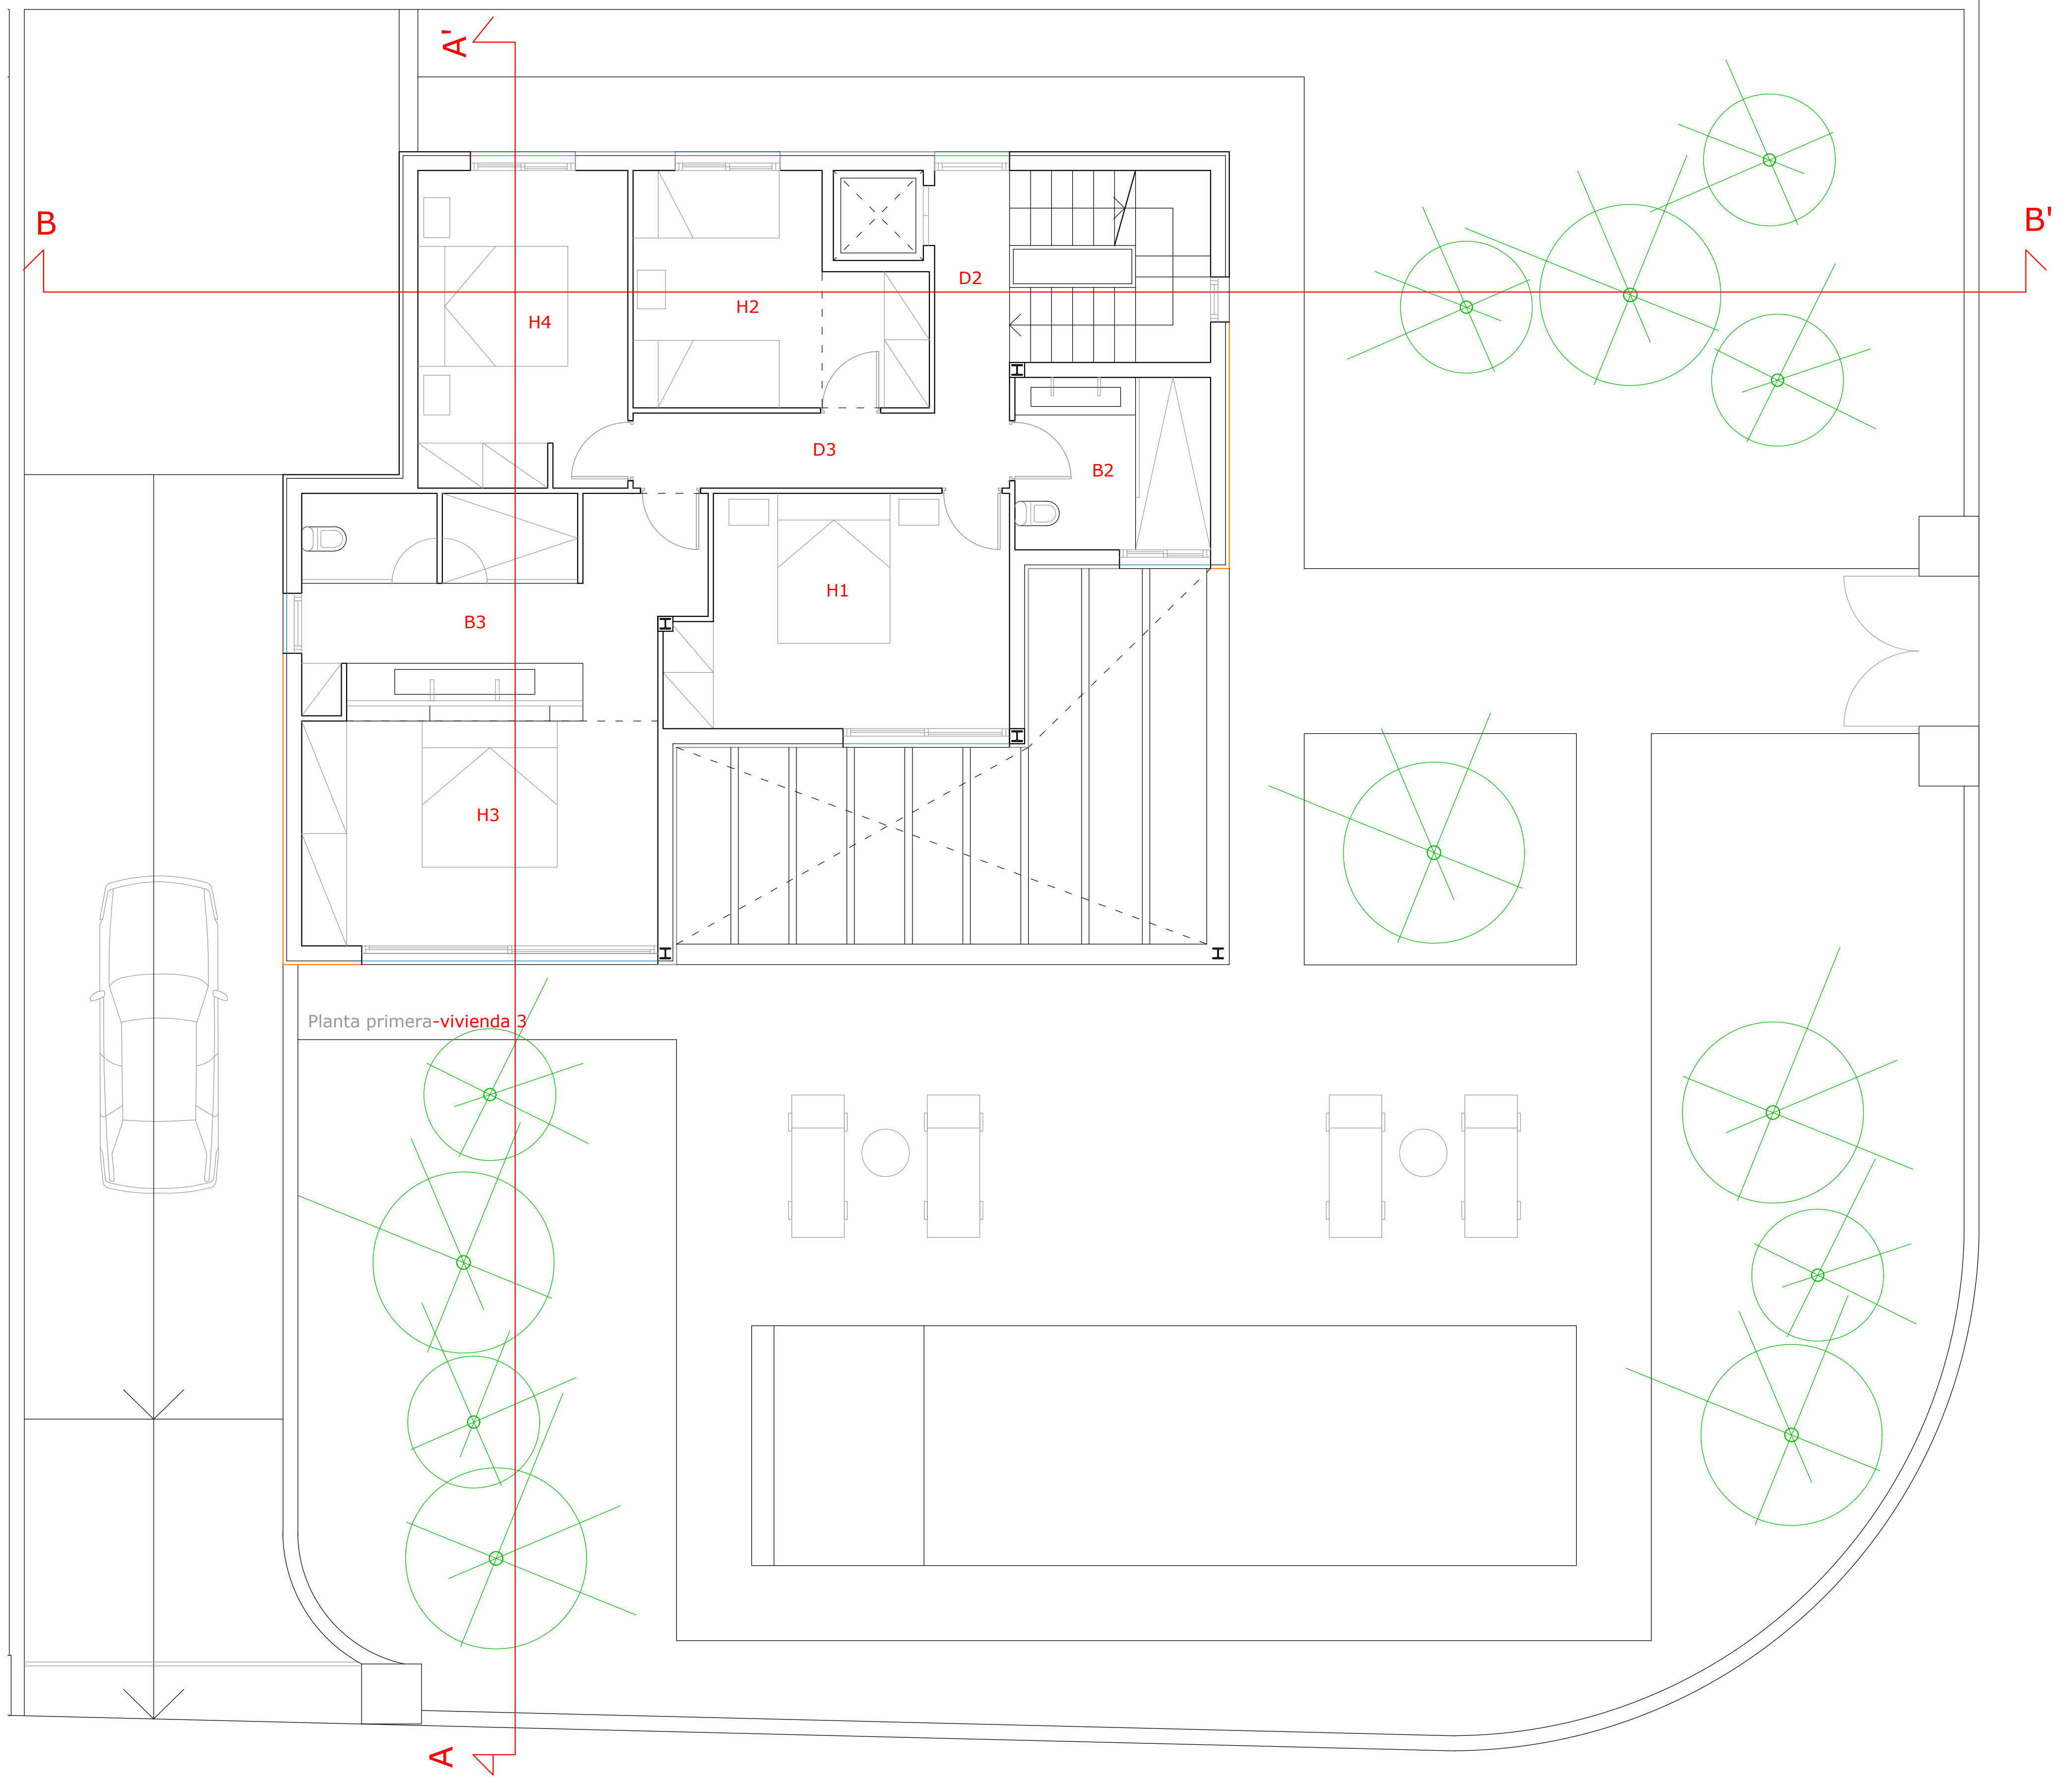 A'
B
B'
D2
H4
H2
D3
B2
H1
B3
H3
Planta primera-vivienda 3
A